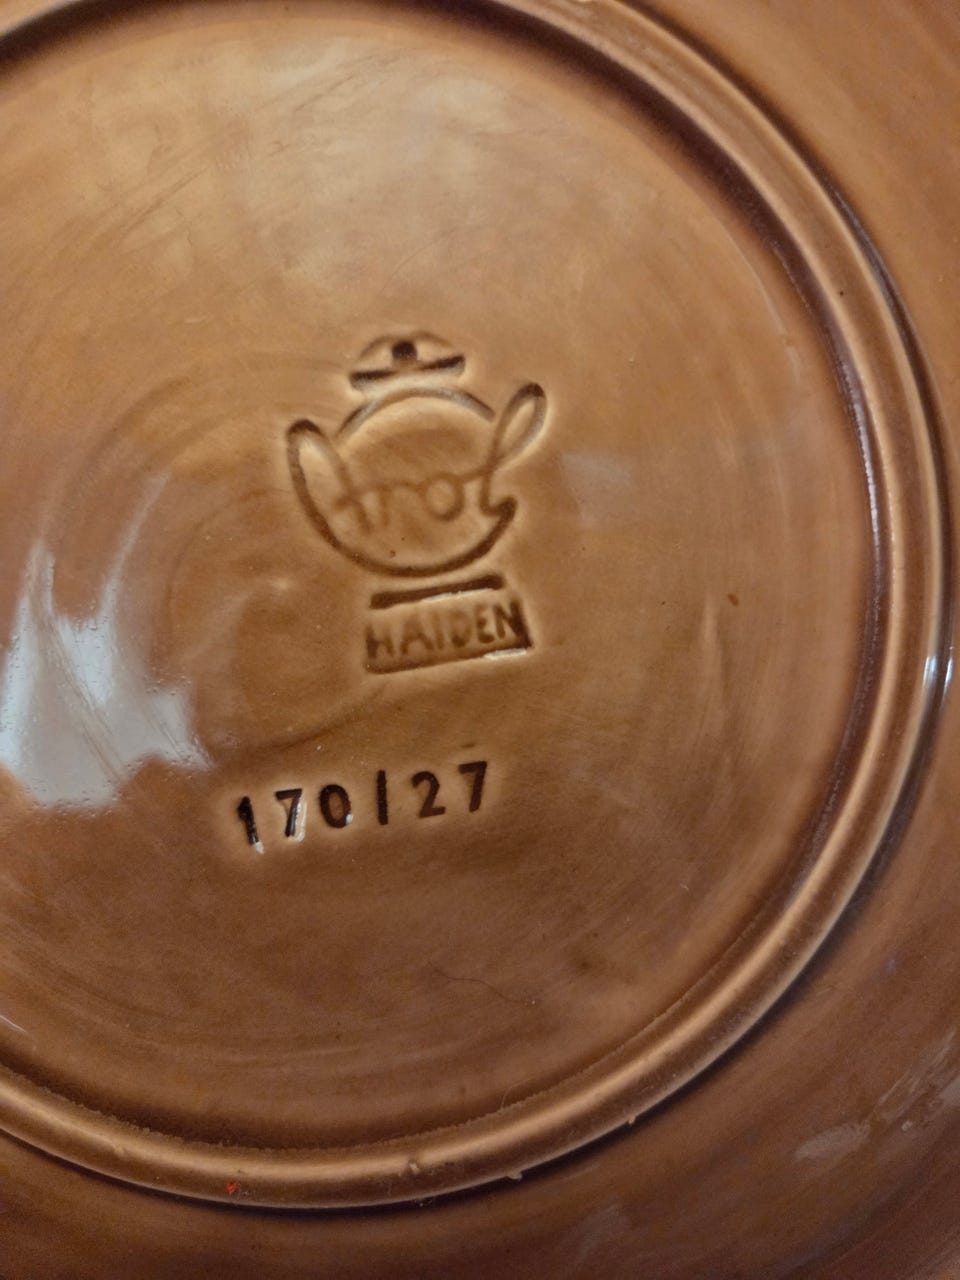 trol
HAIDEN
170/27